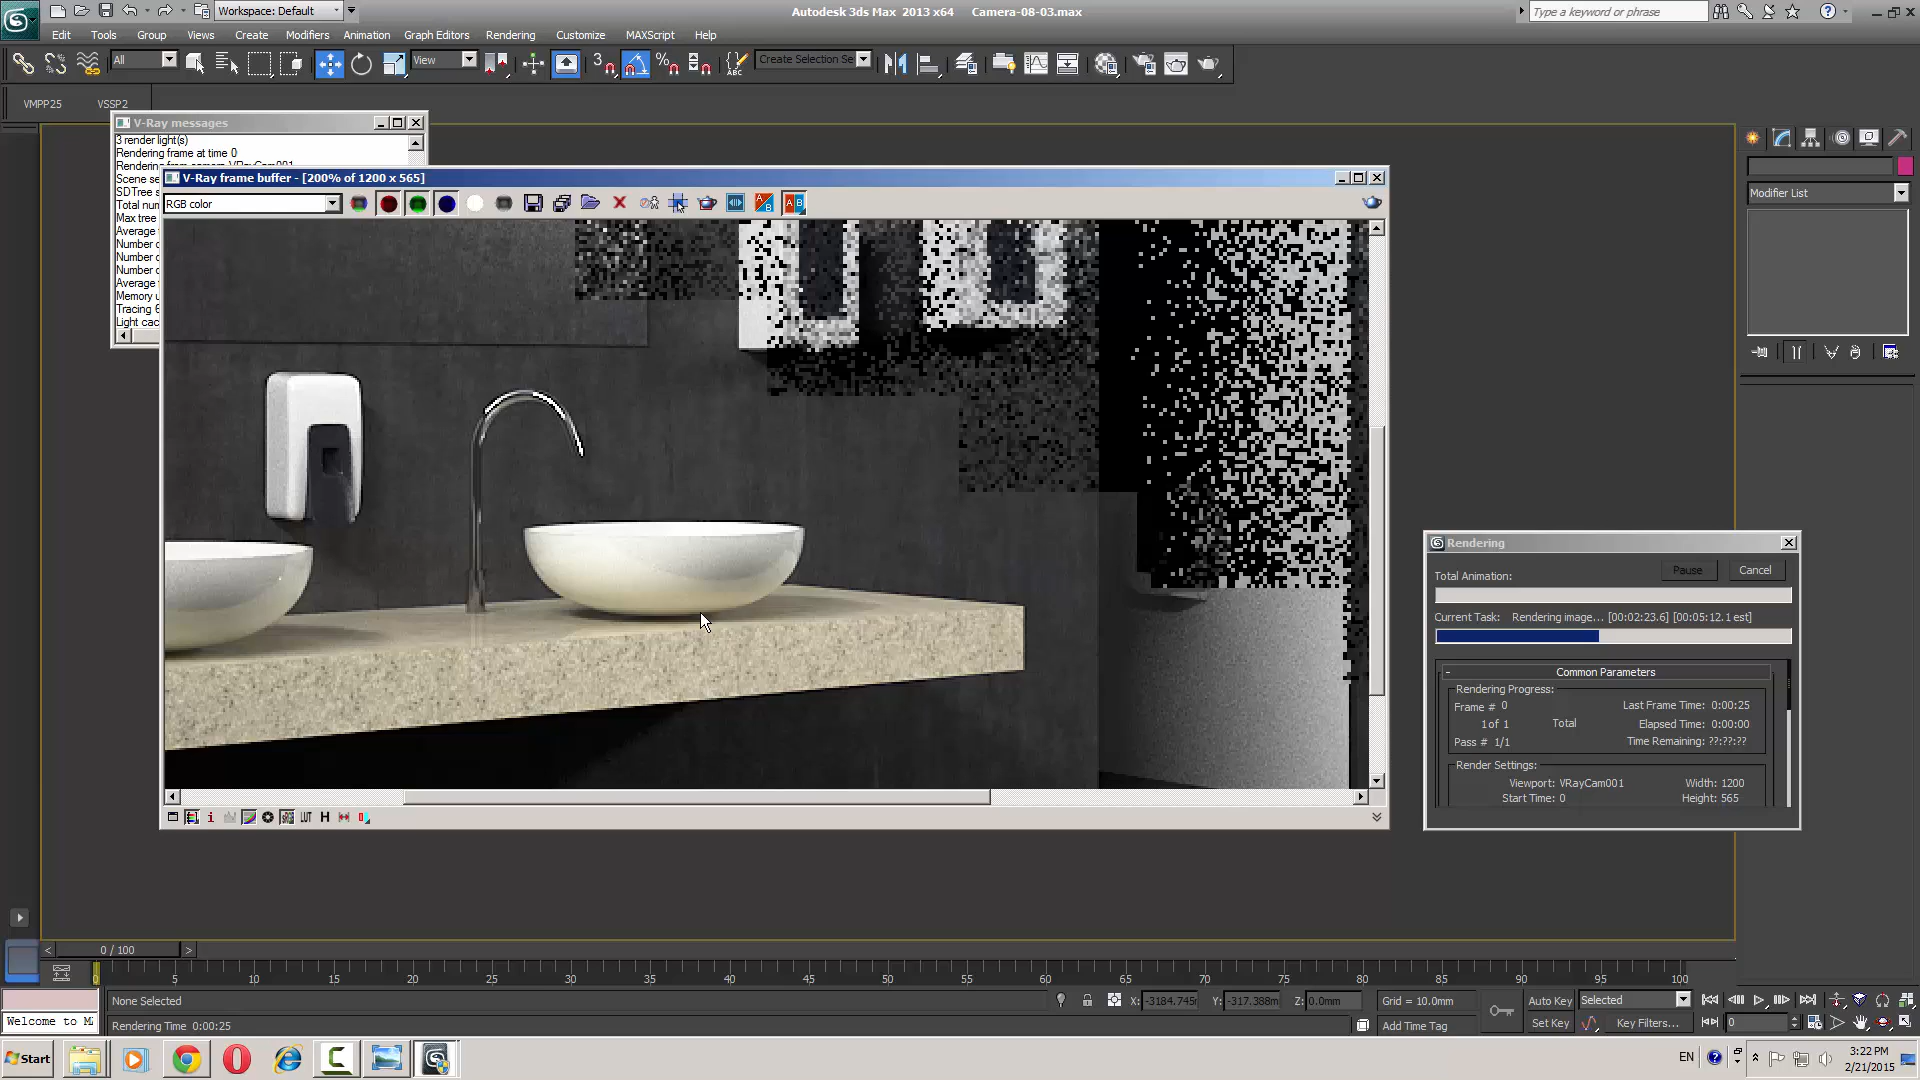 Workspace: Default
Autodesk 3ds Max 2013 x64 Camera-08-03.max
Type a keyword or phrase
Edit Tools Group Views Create Modifiers Animation Graph Editors Rendering Customize MAXScript Help
All
View
3
Create Selection Se
VMPP25 VSSP2
V-Ray messages
3 render light(s)
Rendering frame at time 0
Scene se
SDTree s
Total num
Max tree
Average
Number c
Number c
Number c
Average
Memory u
Tracing 6
Light cac
V-Ray frame buffer - [200% of 1200 x 565]
RGB color
LUT H
Modifier List
Rendering
Total Animation:
Pause Cancel
Current Task: Rendering image... [00:02:23.6] [00:05:12.1 est]
- Common Parameters
Rendering Progress:
Frame # 0 Last Frame Time: 0:00:25
1 of 1 Total Elapsed Time: 0:00:00
Pass # 1/1 Time Remaining: ??:??:??
Render Settings:
Viewport: VRayCam001 Width: 1200
Start Time: 0 Height: 565
< 0 / 100 >
0 5 10 15 20 25 30 35 40 45 50 55 60 65 70 75 80 85 90 95 100
None Selected
X: -3184.745 Y: -317.388m Z: 0.0mm Grid = 10.0mm
Auto Key Selected
Welcome to
Rendering Time 0:00:25
Add Time Tag
Set Key Key Filters... 0
Start
EN
3:22 PM
2/21/2015